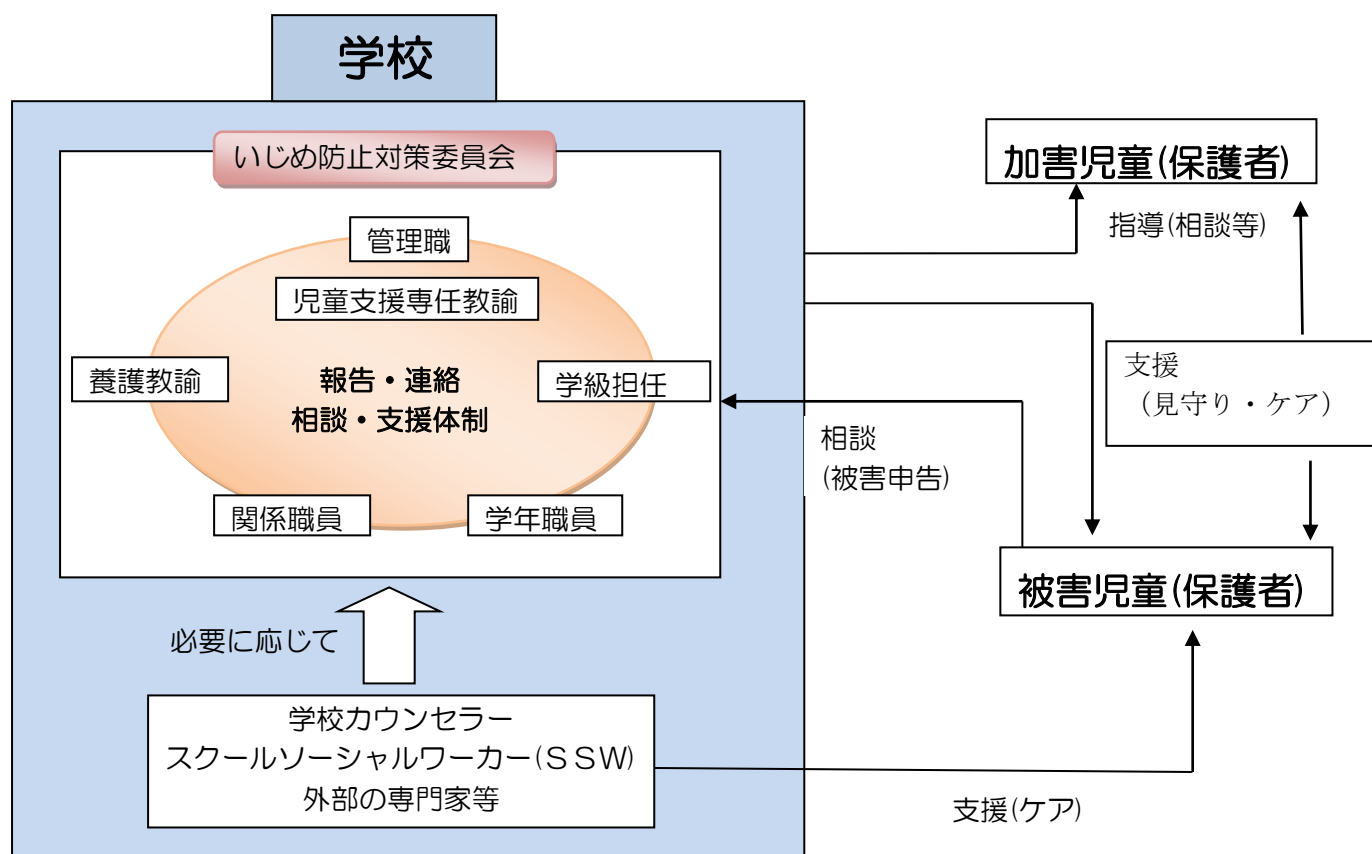 学校
いじめ防止対策委員会
管理職
児童支援専任教諭
養護教諭
学級担任
報告・連絡
相談・支援体制
関係職員
学年職員
必要に応じて
学校カウンセラー
スクールソーシャルワーカー(ＳＳＷ)
外部の専門家等
加害児童(保護者)
指導(相談等)
支援
（見守り・ケア）
相談
(被害申告)
被害児童(保護者)
支援(ケア)